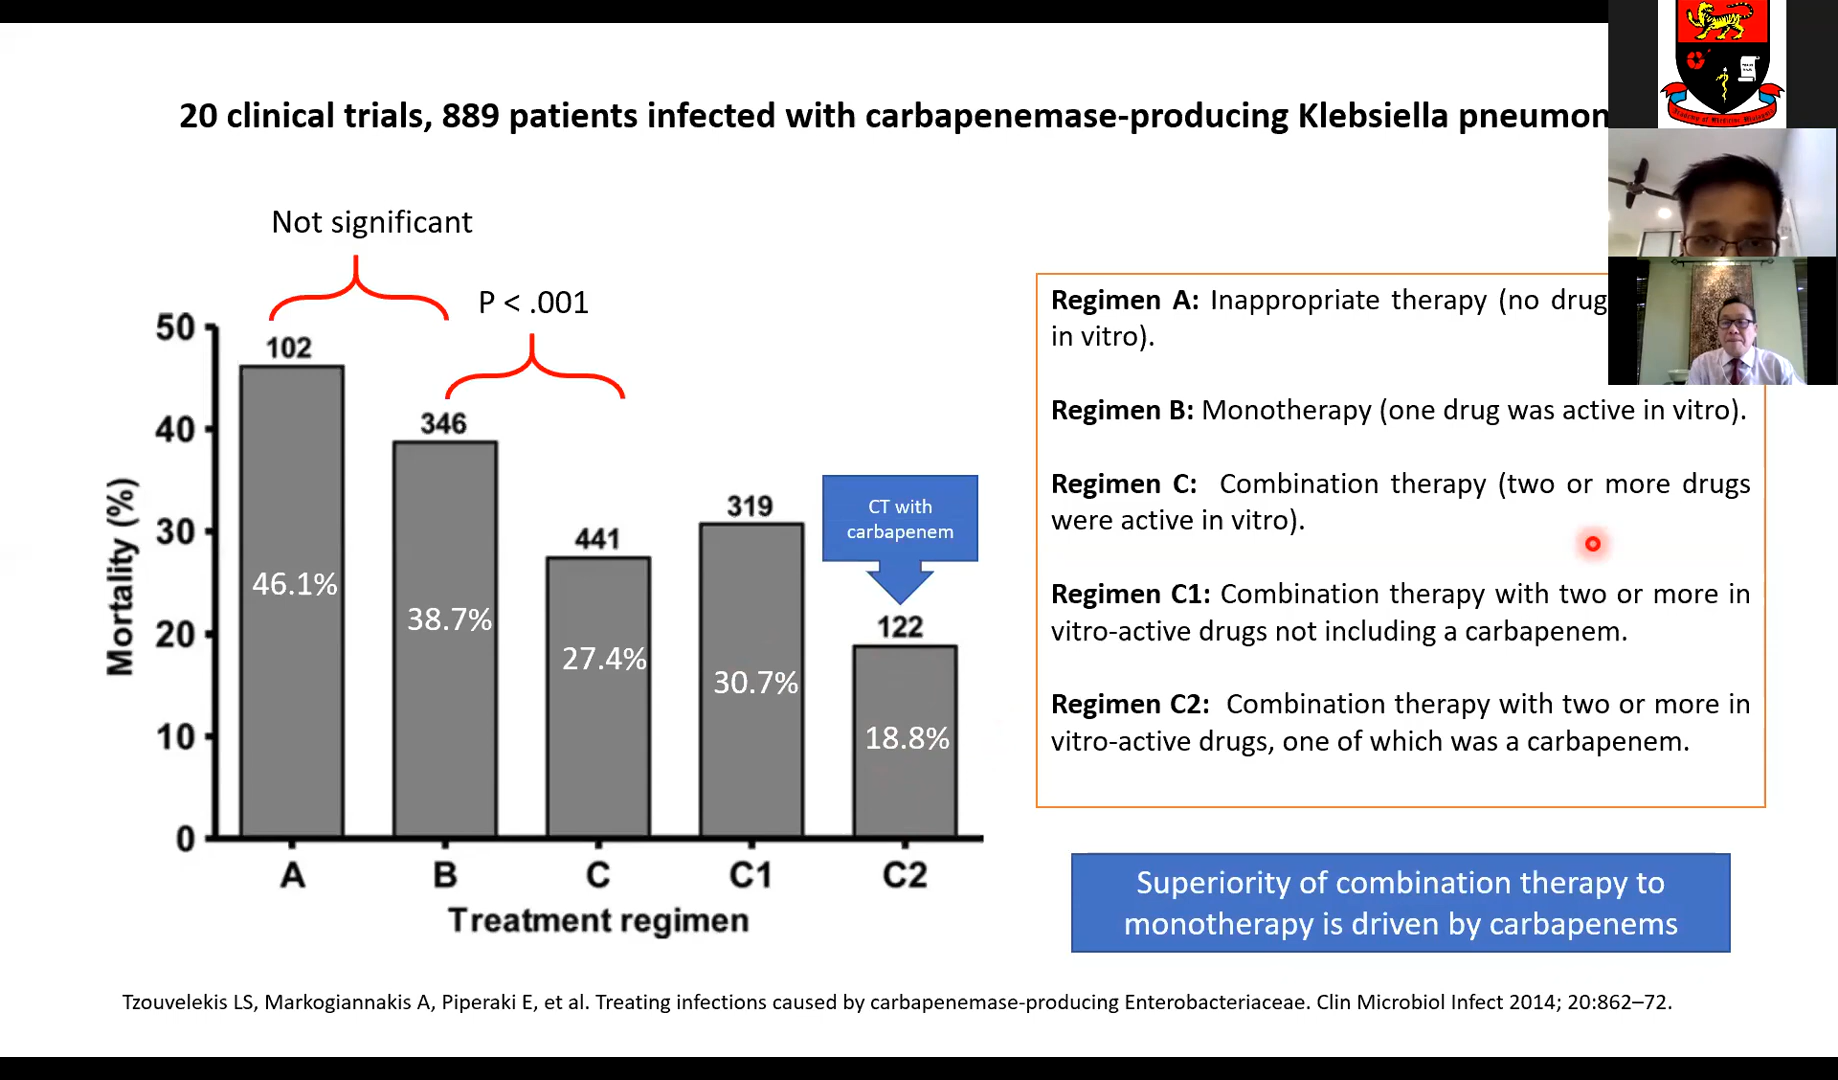 20 clinical trials, 889 patients infected with carbapenemase-producing Klebsiella pneumon
Not significant
P < .001
50
40
30
20
10
0
Mortality (%)
102
346
441
319
122
46.1%
38.7%
27.4%
30.7%
18.8%
CT with
carbapenem
A
B
C
C1
C2
Treatment regimen
Regimen A: Inappropriate therapy (no drug
in vitro).
Regimen B: Monotherapy (one drug was active in vitro).
Regimen C: Combination therapy (two or more drugs
were active in vitro).
Regimen C1: Combination therapy with two or more in
vitro-active drugs not including a carbapenem.
Regimen C2: Combination therapy with two or more in
vitro-active drugs, one of which was a carbapenem.
Superiority of combination therapy to
monotherapy is driven by carbapenems
Tzouvelekis LS, Markogiannakis A, Piperaki E, et al. Treating infections caused by carbapenemase-producing Enterobacteriaceae. Clin Microbiol Infect 2014; 20:862–72.